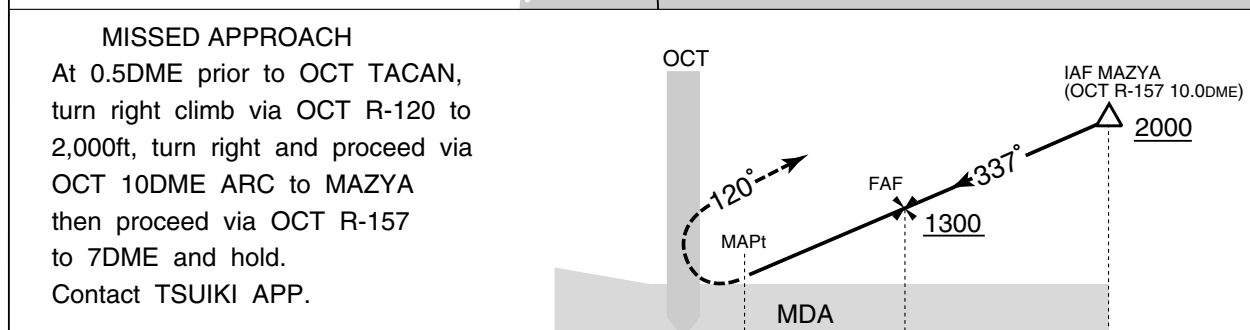 MISSED APPROACH
At 0.5DME prior to OCT TACAN,
turn right climb via OCT R-120 to
2,000ft, turn right and proceed via
OCT 10DME ARC to MAZYA
then proceed via OCT R-157
to 7DME and hold.
Contact TSUIKI APP.
OCT
IAF MAZYA
(OCT R-157 10.0DME)
2000
337°
120°
FAF
1300
MAPt
MDA